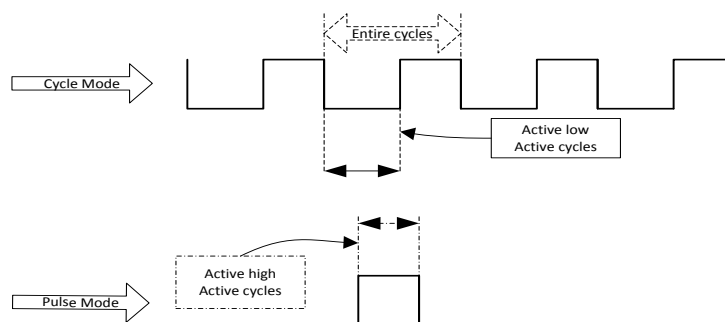 Entire cycles
Cycle Mode
Active low
Active cycles
Active high
Active cycles
Pulse Mode